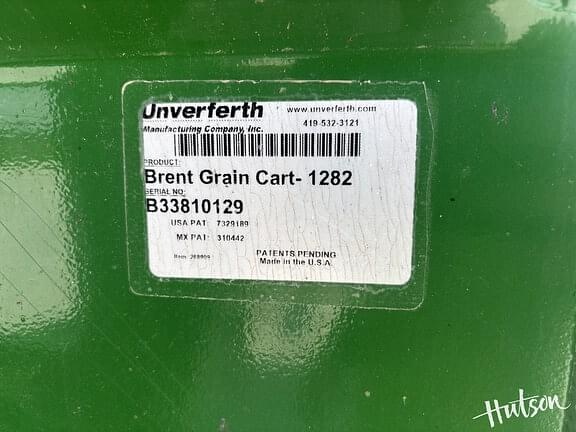 Unverferth www.unverferth.com
Manufacturing Company, Inc. 419-532-3121
PRODUCT:
Brent Grain Cart- 1282
SERIAL NO:
B33810129
USA PAT: 7329189
MX PAT: 310442
PATENTS PENDING
Made in the U.S.A.
Hutson